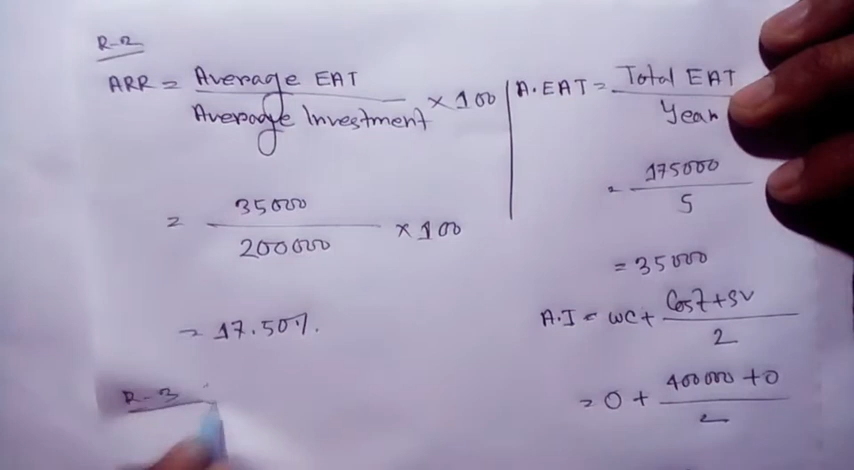 R-2
ARR = Average EAT / Average Investment × 100
= 35000 / 200000 × 100
= 17.50%.
R-3
A.EAT = Total EAT / Year
= 175000 / 5
= 35000
A.I = WC + Cost+SV / 2
= 0 + 400000 + 0 / 2